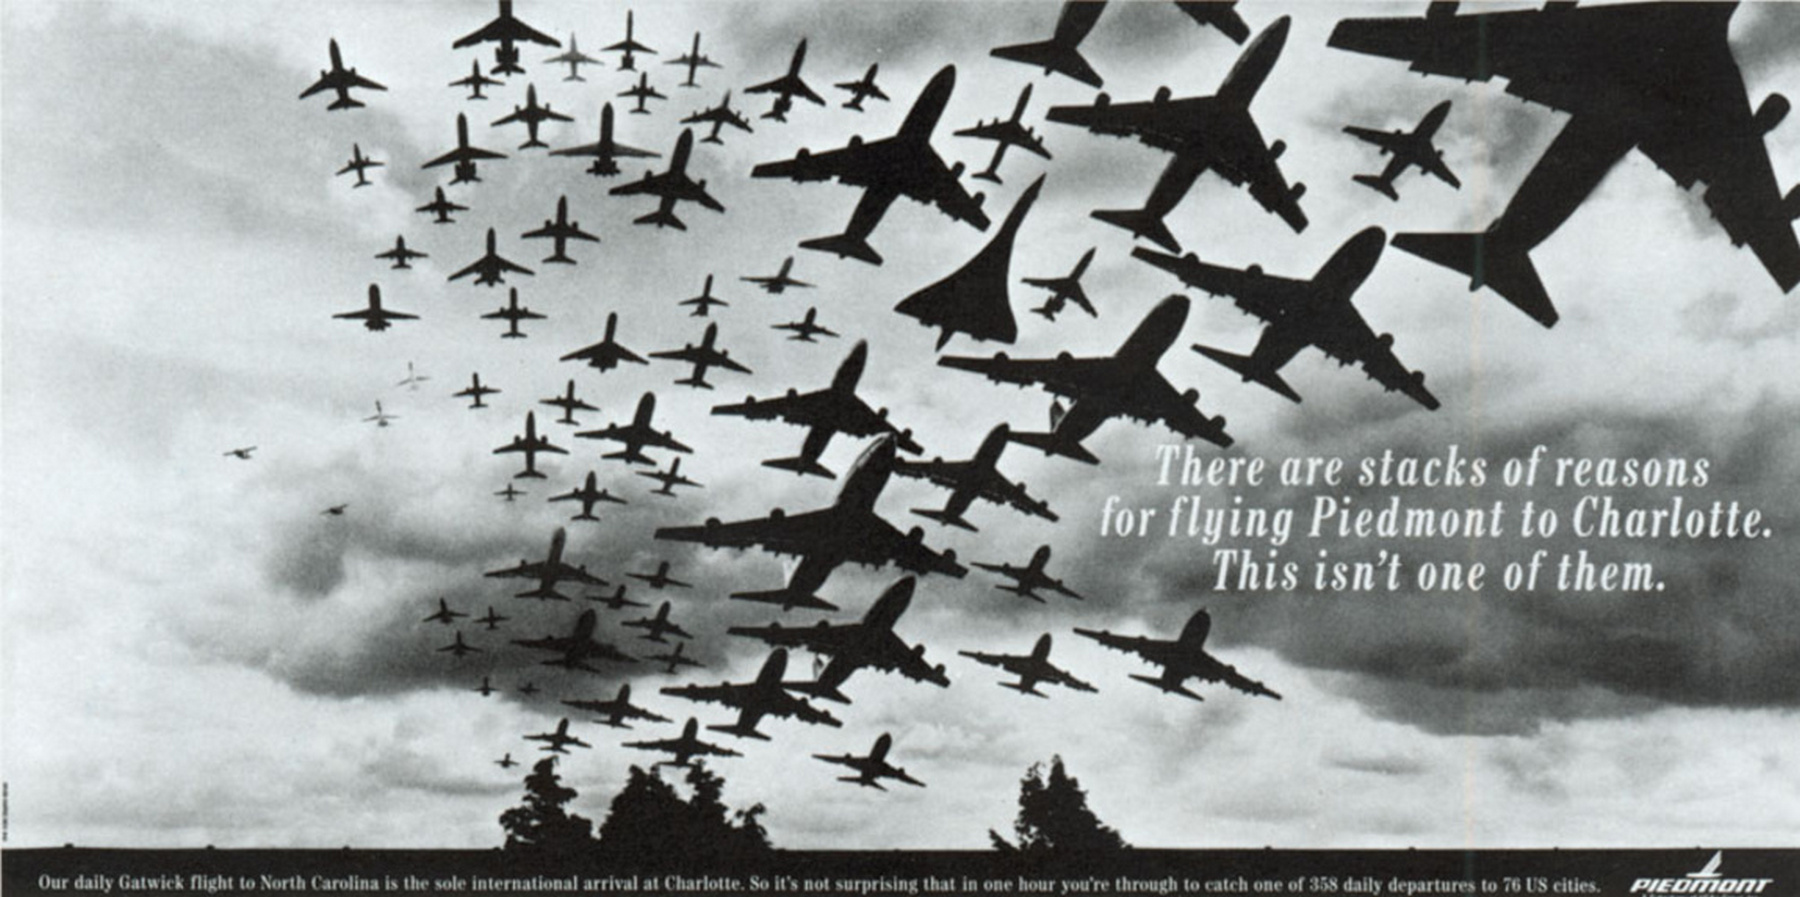 There are stacks of reasons
for flying Piedmont to Charlotte.
This isn't one of them.
Our daily Gatwick flight to North Carolina is the sole international arrival at Charlotte. So it's not surprising that in one hour you're through to catch one of 358 daily departures to 76 US cities.
PIEDMONT